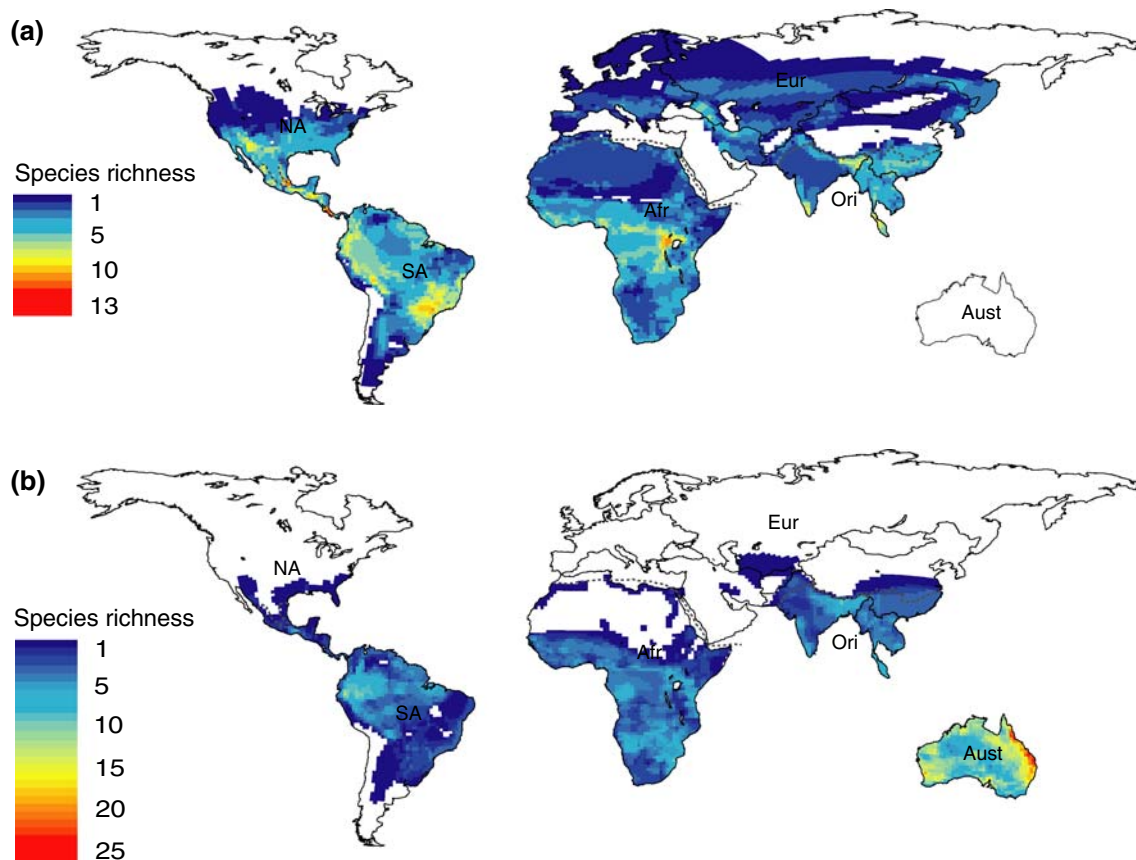 (a)
NA
Eur
Species richness
1
5
10
13
Afr
Ori
SA
Aust
(b)
NA
Eur
Species richness
1
5
10
15
20
25
Afr
Ori
SA
Aust